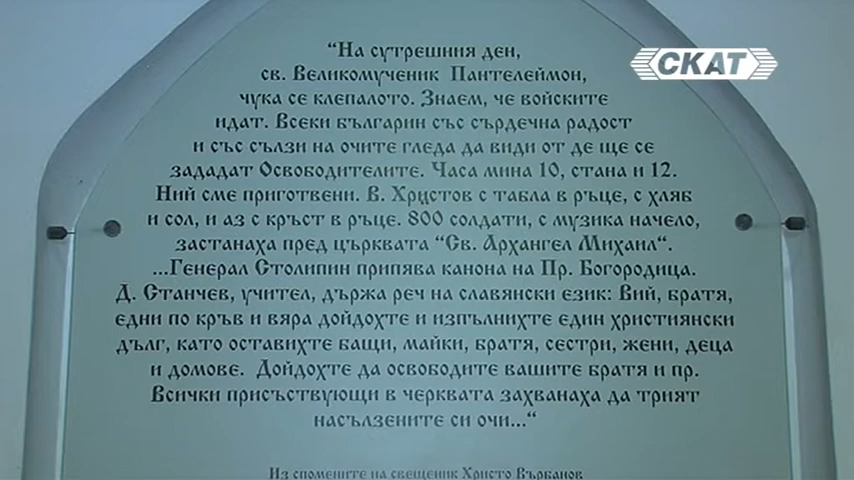 СКАТ
“На сутрешния ден,
св. Великомученик Пантелеймон,
чука се клепалото. Знаем, че войските
идат. Всеки българин със сърдечна радост
и със сълзи на очите гледа да види от де ще се
зададат Освободителите. Часа мина 10, стана и 12.
Ний сме приготвени. В. Христов с табла в ръце, с хляб
и сол, и аз с кръст в ръце. 800 солдати, с музика начело,
застанаха пред църквата “Св. Архангел Михаил“.
...Генерал Столипин припява канона на Пр. Богородица.
Д. Станчев, учител, държа реч на славянски език: Вий, братя,
едни по кръв и вяра дойдохте и изпълнихте един християнски
дълг, като оставихте бащи, майки, братя, сестри, жени, деца
и домове. Дойдохте да освободите вашите братя и пр.
Всички присъствующи в черквата захванаха да трият
насълзените си очи...“
Из спомените на свещеник Христо Върбанов